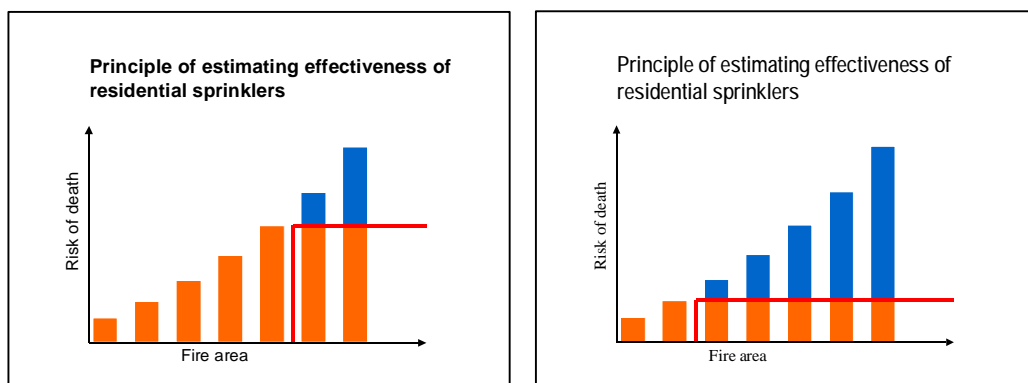 Principle of estimating effectiveness of
residential sprinklers
Risk of death
Fire area
Principle of estimating effectiveness of
residential sprinklers
Risk of death
Fire area